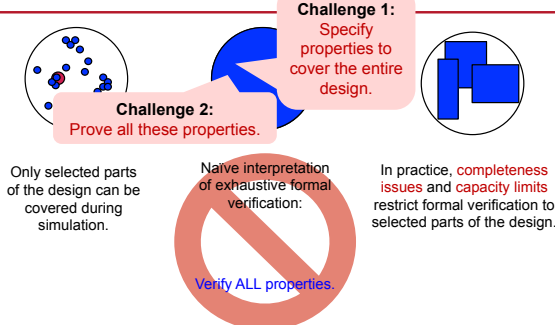 Challenge 1:
Specify
properties to
cover the entire
design.
Challenge 2:
Prove all these properties.
Only selected parts
of the design can be
covered during
simulation.
Naïve interpretation
of exhaustive formal
verification:
Verify ALL properties.
In practice, completeness
issues and capacity limits
restrict formal verification to
selected parts of the design.